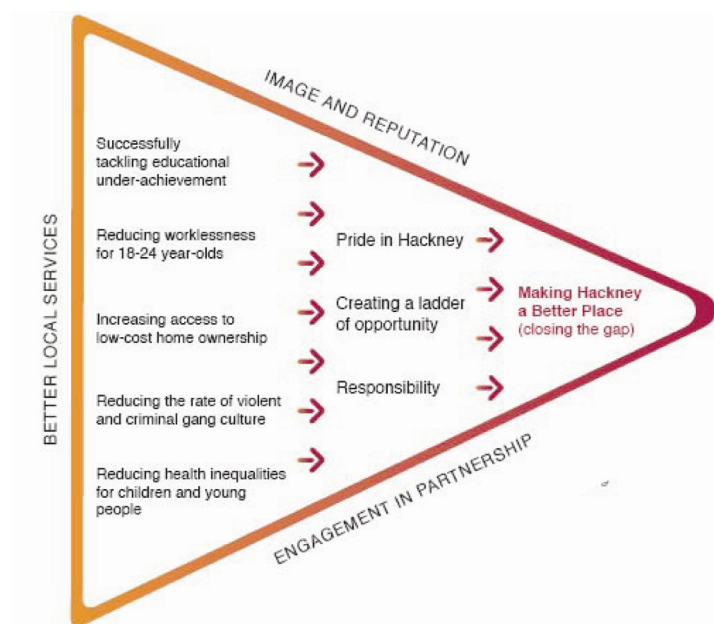 IMAGE AND REPUTATION
BETTER LOCAL SERVICES
Successfully
tackling educational
under-achievement
Reducing worklessness
for 18-24 year-olds
Increasing access to
low-cost home ownership
Reducing the rate of violent
and criminal gang culture
Reducing health inequalities
for children and young
people
Pride in Hackney
Creating a ladder
of opportunity
Responsibility
Making Hackney
a Better Place
(closing the gap)
ENGAGEMENT IN PARTNERSHIP